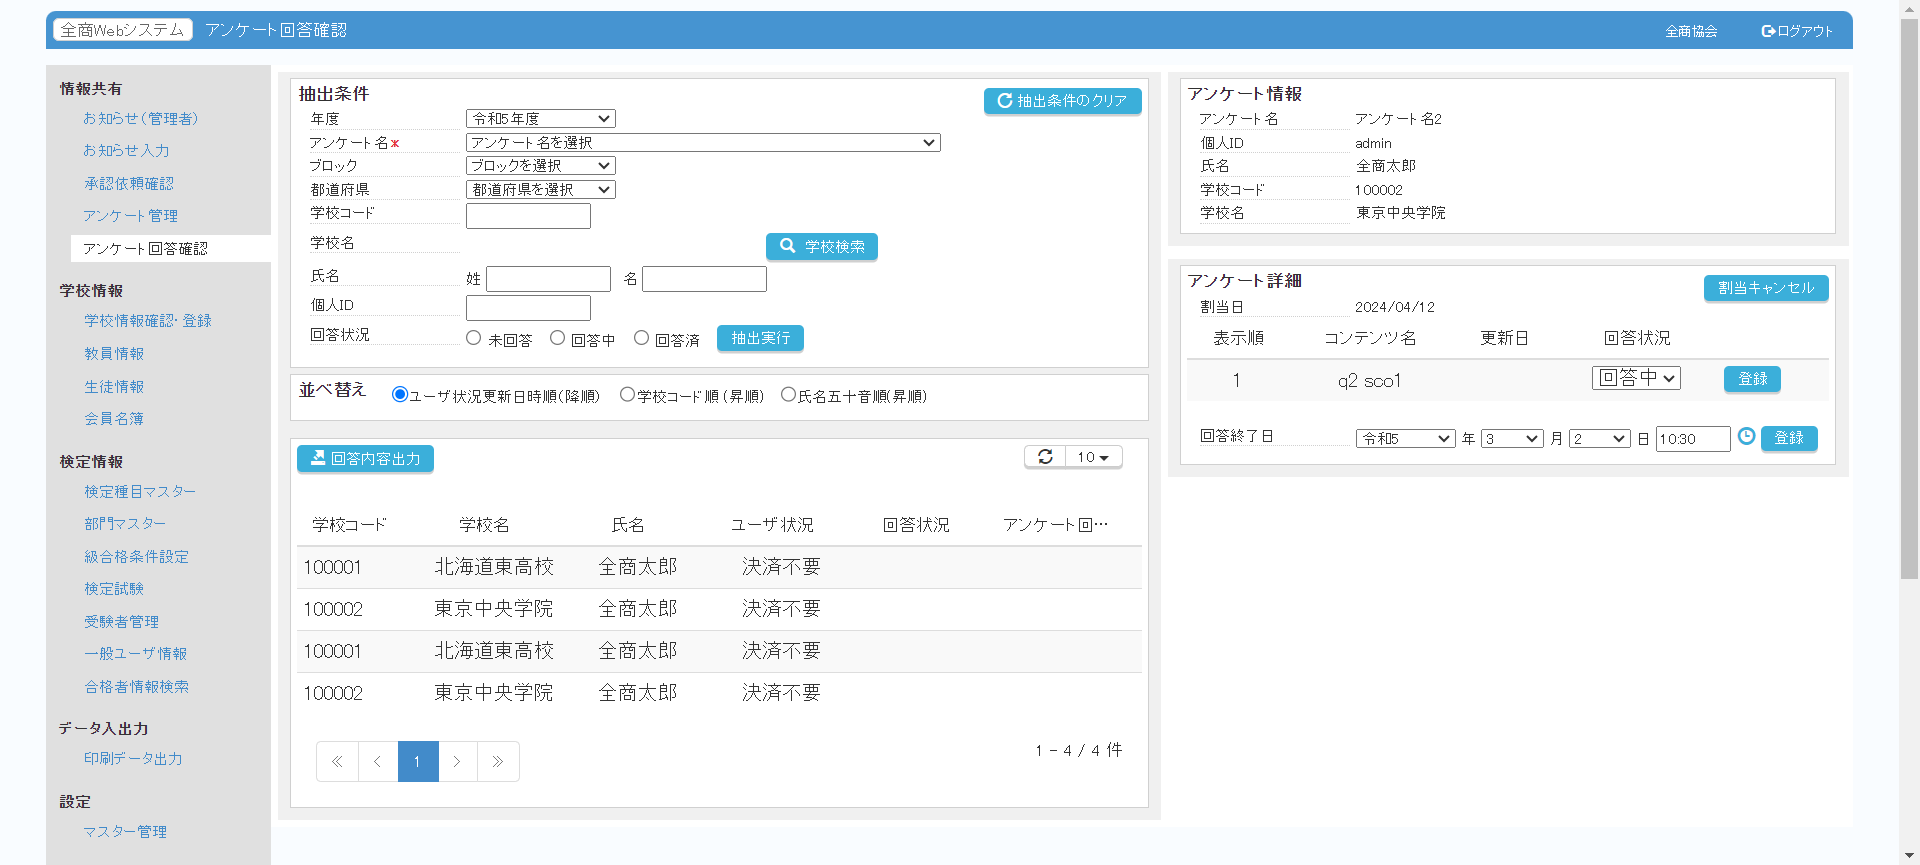 全商Webシステム アンケート回答確認 全商協会 ログアウト
情報共有
お知らせ（管理者）
お知らせ入力
承認依頼確認
アンケート管理
アンケート回答確認
学校情報
学校情報確認・登録
教員情報
生徒情報
会員名簿
検定情報
検定種目マスター
部門マスター
級合格条件設定
検定試験
受験者管理
一般ユーザ情報
合格者情報検索
データ入出力
印刷データ出力
設定
マスター管理
抽出条件 抽出条件のクリア
年度 令和5年度
アンケート名* アンケート名を選択
ブロック ブロックを選択
都道府県 都道府県を選択
学校コード
学校名 学校検索
氏名 姓 名
個人ID
回答状況 未回答 回答中 回答済 抽出実行
並べ替え ユーザ状況更新日時順(降順) 学校コード順(昇順) 氏名五十音順(昇順)
回答内容出力 10
学校コード 学校名 氏名 ユーザ状況 回答状況 アンケート回…
100001 北海道東高校 全商太郎 決済不要
100002 東京中央学院 全商太郎 決済不要
100001 北海道東高校 全商太郎 決済不要
100002 東京中央学院 全商太郎 決済不要
« < 1 > » 1 - 4 / 4 件
アンケート情報
アンケート名 アンケート名2
個人ID admin
氏名 全商太郎
学校コード 100002
学校名 東京中央学院
アンケート詳細 割当キャンセル
割当日 2024/04/12
表示順 コンテンツ名 更新日 回答状況
1 q2 sco1 回答中 登録
回答終了日 令和5 年 3 月 2 日 10:30 登録